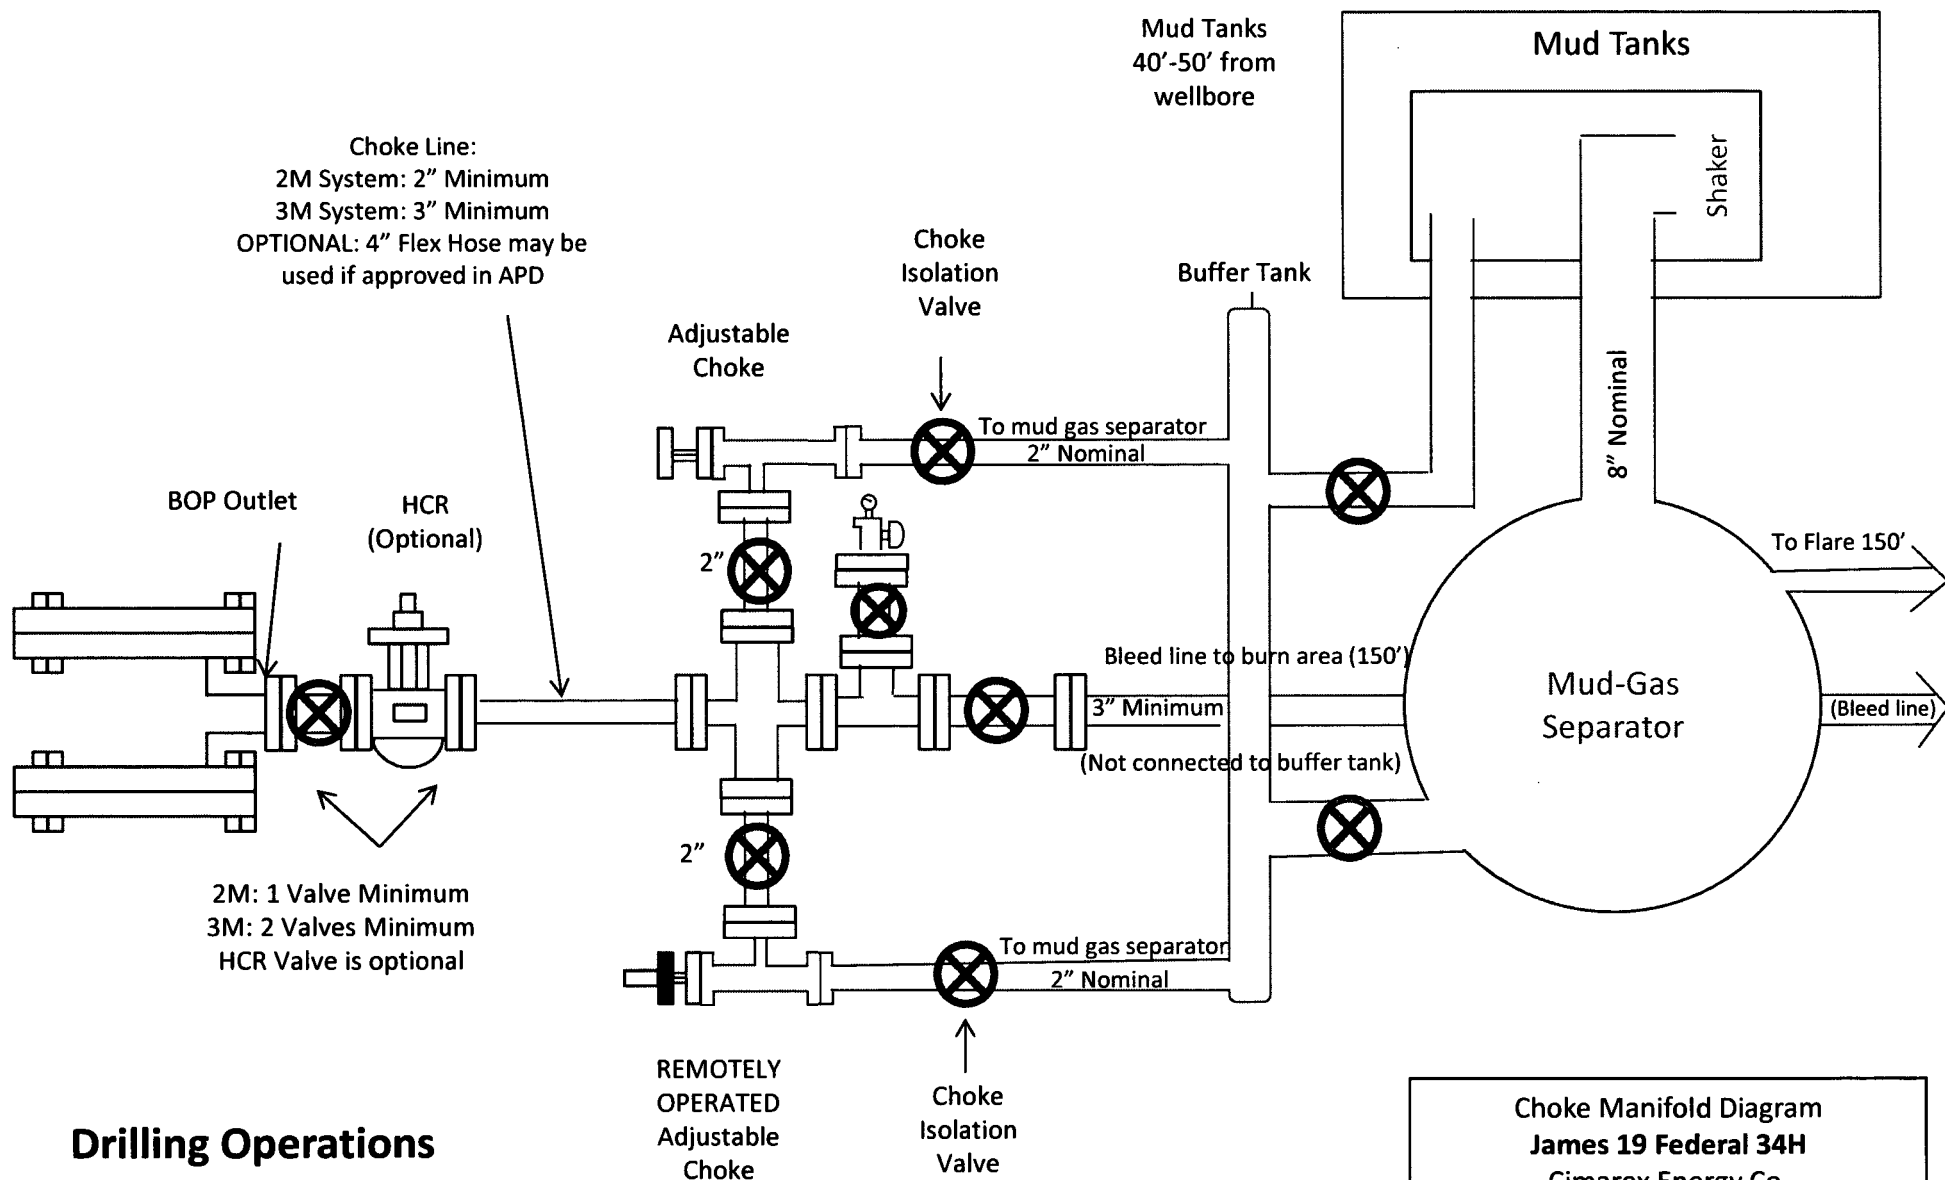 Mud Tanks
40'-50' from
wellbore
Mud Tanks
Shaker
Choke Line:
2M System: 2" Minimum
3M System: 3" Minimum
OPTIONAL: 4" Flex Hose may be
used if approved in APD
Choke
Isolation
Valve
Buffer Tank
Adjustable
Choke
8" Nominal
To mud gas separator
2" Nominal
BOP Outlet
HCR
(Optional)
2"
To Flare 150'
Bleed line to burn area (150')
3" Minimum
(Not connected to buffer tank)
Mud-Gas
Separator
(Bleed line)
2"
2M: 1 Valve Minimum
3M: 2 Valves Minimum
HCR Valve is optional
To mud gas separator
2" Nominal
REMOTELY
OPERATED
Adjustable
Choke
Choke
Isolation
Valve
Drilling Operations
Choke Manifold Diagram
James 19 Federal 34H
Cimarex Energy Co.